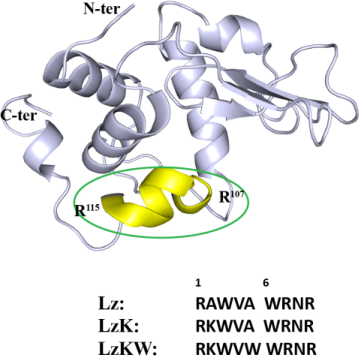 N-ter
C-ter
R¹¹⁵
R¹⁰⁷
1 6
Lz: RAWVA WRNR
LzK: RKWVA WRNR
LzKW: RKWVW WRNR